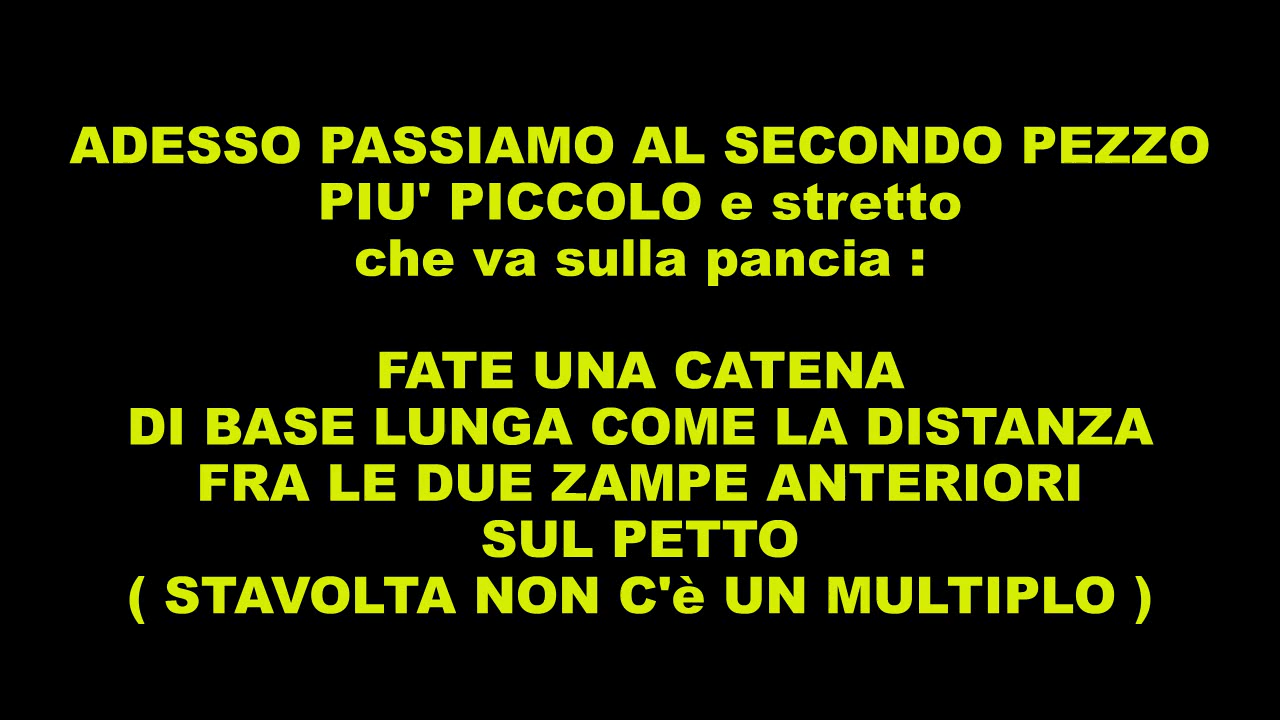 ADESSO PASSIAMO AL SECONDO PEZZO
PIU' PICCOLO e stretto
che va sulla pancia :
FATE UNA CATENA
DI BASE LUNGA COME LA DISTANZA
FRA LE DUE ZAMPE ANTERIORI
SUL PETTO
( STAVOLTA NON C'è UN MULTIPLO )